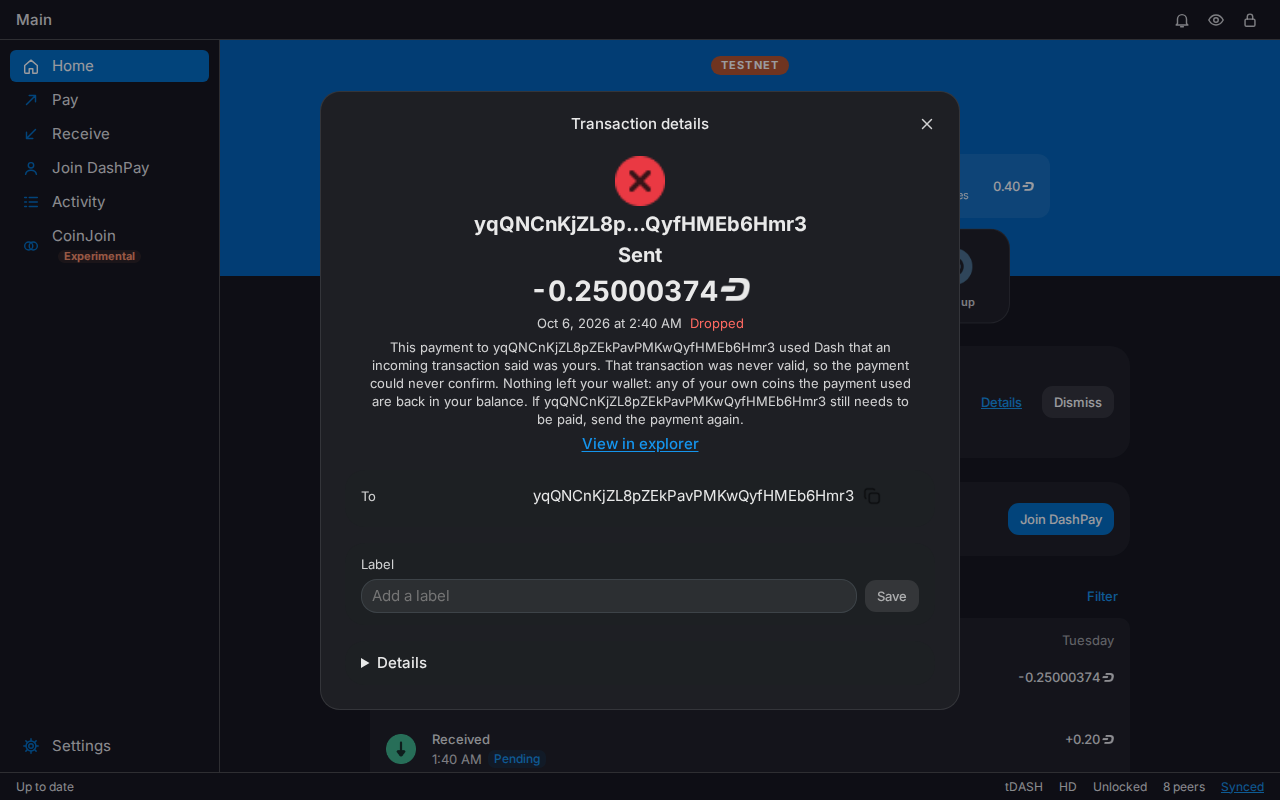 Main
Home
Pay
Receive
Join DashPay
Activity
CoinJoin
Experimental
Settings
TESTNET
0.40
es
up
Details
Dismiss
Join DashPay
Filter
Tuesday
-0.25000374
Received
1:40 AM Pending
+0.20
Transaction details
yqQNCnKjZL8p...QyfHMEb6Hmr3
Sent
-0.25000374
Oct 6, 2026 at 2:40 AM Dropped
This payment to yqQNCnKjZL8pZEkPavPMKwQyfHMEb6Hmr3 used Dash that an
incoming transaction said was yours. That transaction was never valid, so the payment
could never confirm. Nothing left your wallet: any of your own coins the payment used
are back in your balance. If yqQNCnKjZL8pZEkPavPMKwQyfHMEb6Hmr3 still needs to
be paid, send the payment again.
View in explorer
To yqQNCnKjZL8pZEkPavPMKwQyfHMEb6Hmr3
Label
Add a label
Save
Details
Up to date
tDASH HD Unlocked 8 peers Synced